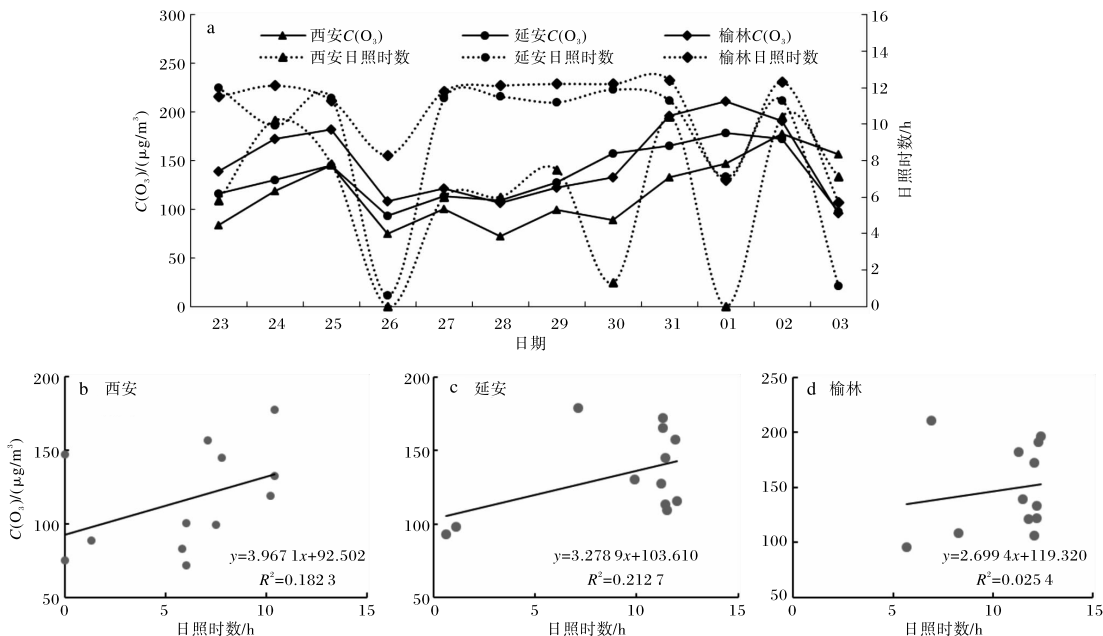 a
西安C(O₃) 延安C(O₃) 榆林C(O₃)
西安日照时数 延安日照时数 榆林日照时数
C(O₃)/(μg/m³)
300
250
200
150
100
50
0
16
14
12
10
8
6
4
2
0
日照时数/h
23 24 25 26 27 28 29 30 31 01 02 03
日期
b 西安
C(O₃)/(μg/m³)
200
150
100
50
y=3.967 1x+92.502
R²=0.182 3
0 5 10 15
日照时数/h
c 延安
200
150
100
50
y=3.278 9x+103.610
R²=0.212 7
0 5 10 15
日照时数/h
d 榆林
250
200
150
100
50
y=2.699 4x+119.320
R²=0.025 4
0 5 10 15
日照时数/h